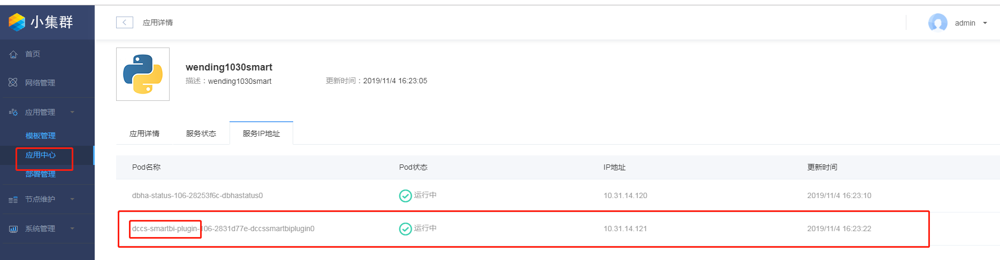 小集群
应用详情
admin
首页
网络管理
应用管理
模板管理
应用中心
部署管理
节点维护
系统管理
wending1030smart
描述：wending1030smart
更新时间：2019/11/4 16:23:05
应用详情
服务状态
服务IP地址
Pod名称 Pod状态 IP地址 更新时间
dbha-status-106-28253f6c-dbhastatus0 运行中 10.31.14.120 2019/11/4 16:23:10
dccs-smartbi-plugin-106-2831d77e-dccssmartbiplugin0 运行中 10.31.14.121 2019/11/4 16:23:22